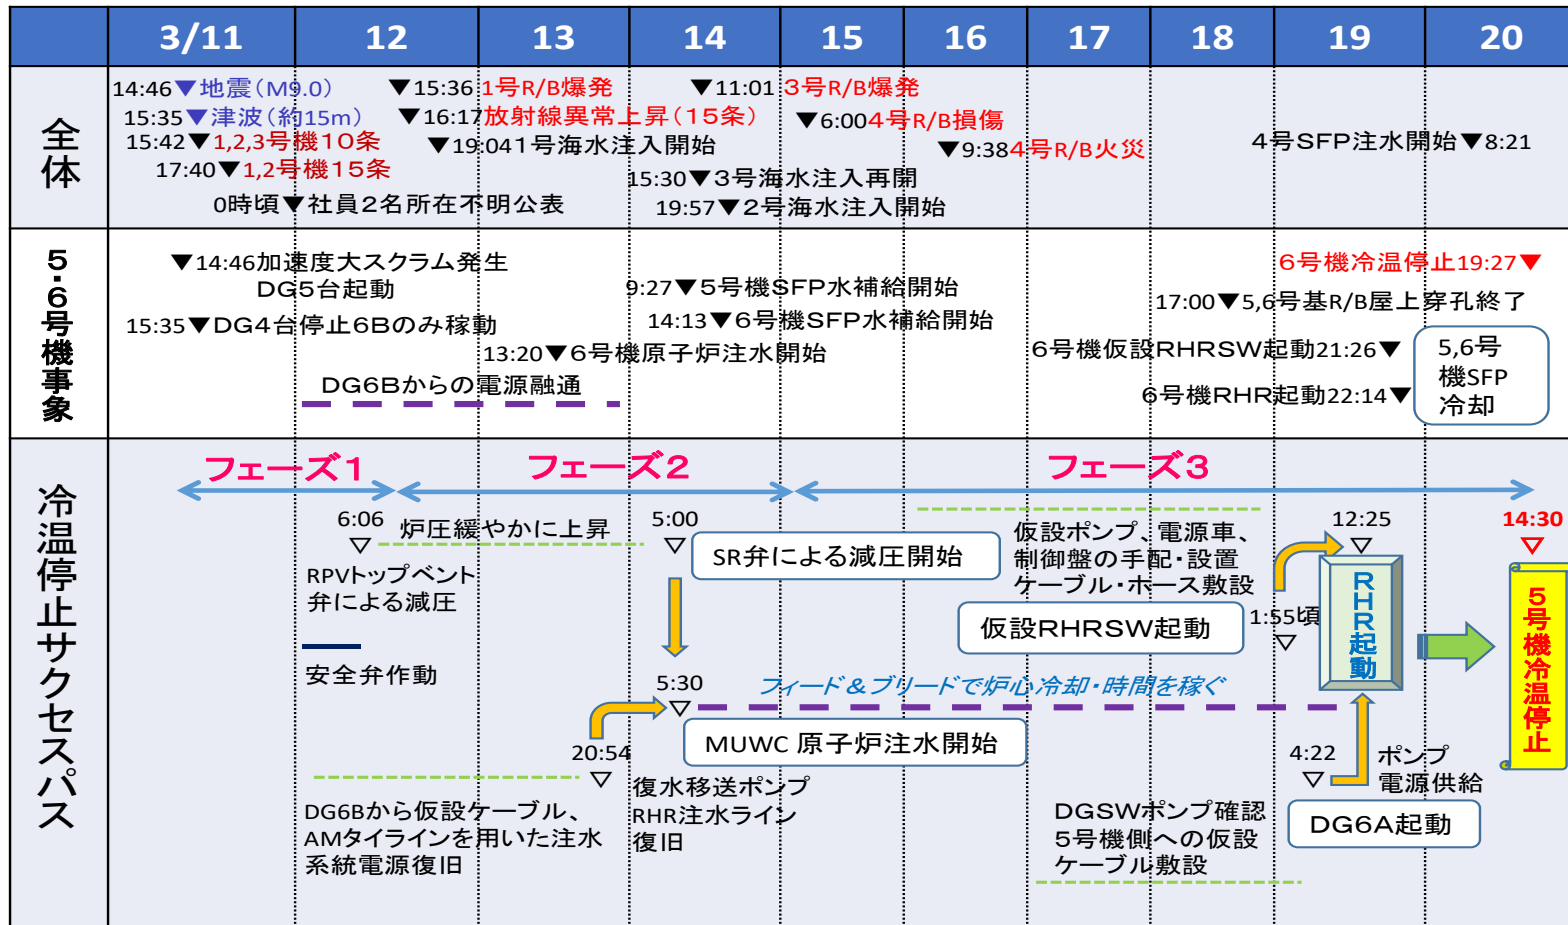 3/11
12
13
14
15
16
17
18
19
20
全体
14:46▼地震(M9.0)
15:35▼津波(約15m)
15:42▼1,2,3号機10条
17:40▼1,2号機15条
0時頃▼社員2名所在不明公表
▼15:36 1号R/B爆発
▼16:17放射線異常上昇(15条)
▼19:041号海水注入開始
▼11:01 3号R/B爆発
▼6:00 4号R/B損傷
▼9:38 4号R/B火災
15:30▼3号海水注入再開
19:57▼2号海水注入開始
4号SFP注水開始▼8:21
5・6号機事象
▼14:46加速度大スクラム発生
DG5台起動
15:35▼DG4台停止6Bのみ稼動
DG6Bからの電源融通
9:27▼5号機SFP水補給開始
14:13▼6号機SFP水補給開始
13:20▼6号機原子炉注水開始
6号機冷温停止19:27▼
17:00▼5,6号基R/B屋上穿孔終了
6号機仮設RHRSW起動21:26▼
6号機RHR起動22:14▼
5,6号
機SFP
冷却
冷温停止サクセスパス
フェーズ1
フェーズ2
フェーズ3
6:06
▽
炉圧緩やかに上昇
RPVトップベント
弁による減圧
安全弁作動
5:00
▽
SR弁による減圧開始
5:30
▽
MUWC 原子炉注水開始
フィード&ブリードで炉心冷却・時間を稼ぐ
20:54
▽
DG6Bから仮設ケーブル、
AMタイラインを用いた注水
系統電源復旧
復水移送ポンプ
RHR注水ライン
復旧
仮設ポンプ、電源車、
制御盤の手配・設置
ケーブル・ホース敷設
仮設RHRSW起動
1:55頃
▽
12:25
▽
RHR起動
4:22
▽
ポンプ
電源供給
DG6A起動
DGSWポンプ確認
5号機側への仮設
ケーブル敷設
14:30
▽
5号機冷温停止